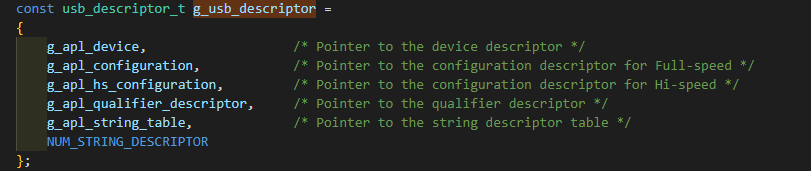 const usb_descriptor_t g_usb_descriptor =
{
    g_apl_device,                   /* Pointer to the device descriptor */
    g_apl_configuration,            /* Pointer to the configuration descriptor for Full-speed */
    g_apl_hs_configuration,         /* Pointer to the configuration descriptor for Hi-speed */
    g_apl_qualifier_descriptor,     /* Pointer to the qualifier descriptor */
    g_apl_string_table,             /* Pointer to the string descriptor table */
    NUM_STRING_DESCRIPTOR
};